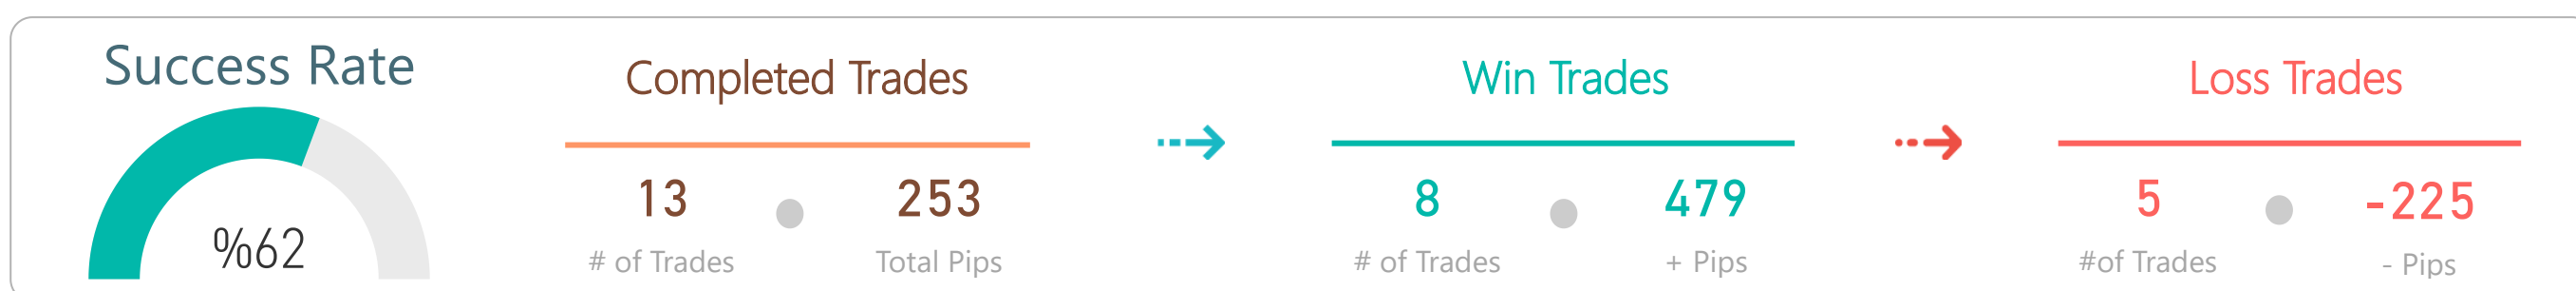 Success Rate
%62
Completed Trades
13 253
# of Trades Total Pips
Win Trades
8 479
# of Trades + Pips
Loss Trades
5 -225
#of Trades - Pips